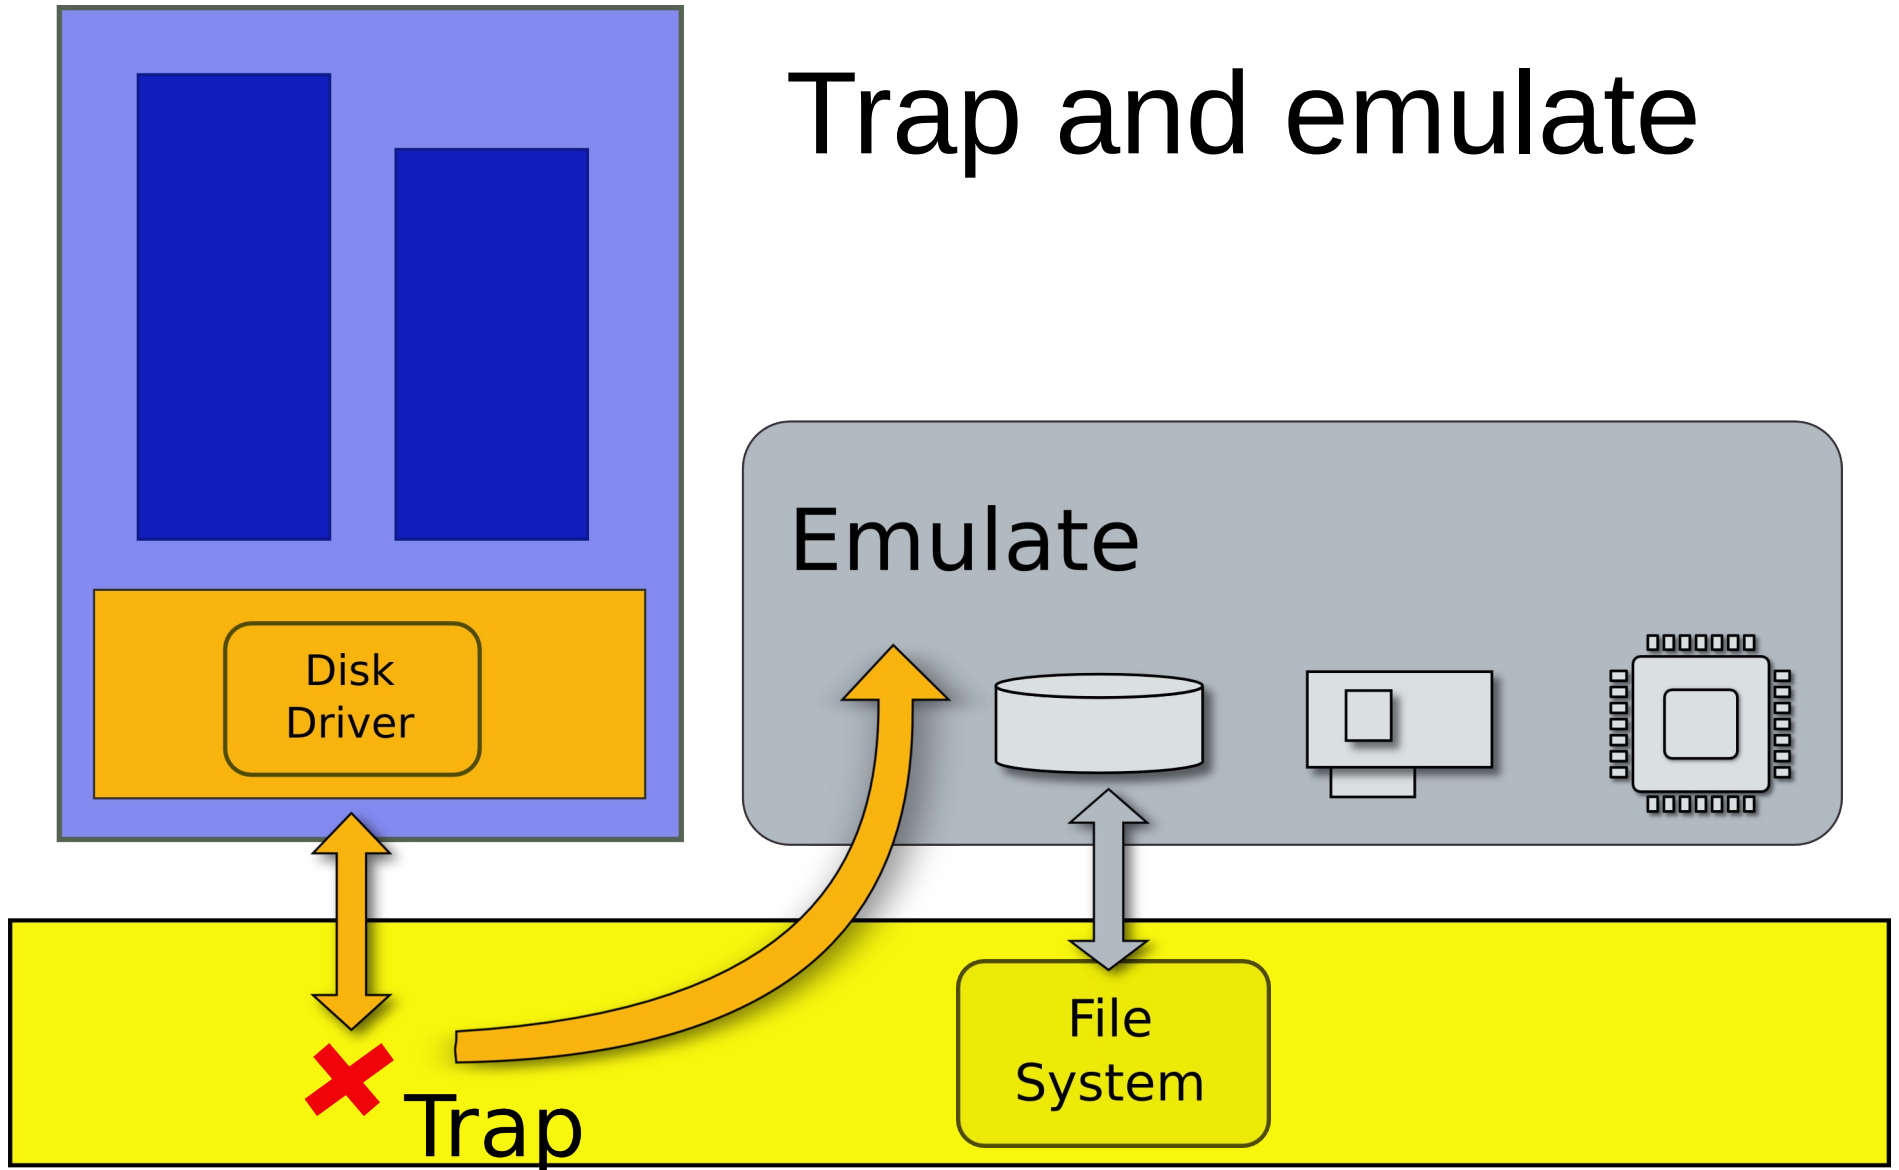 Trap and emulate
Emulate
Disk
Driver
File
System
Trap